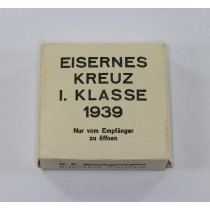 EISERNES
KREUZ
I. KLASSE
1939
Nur vom Empfänger
zu öffnen